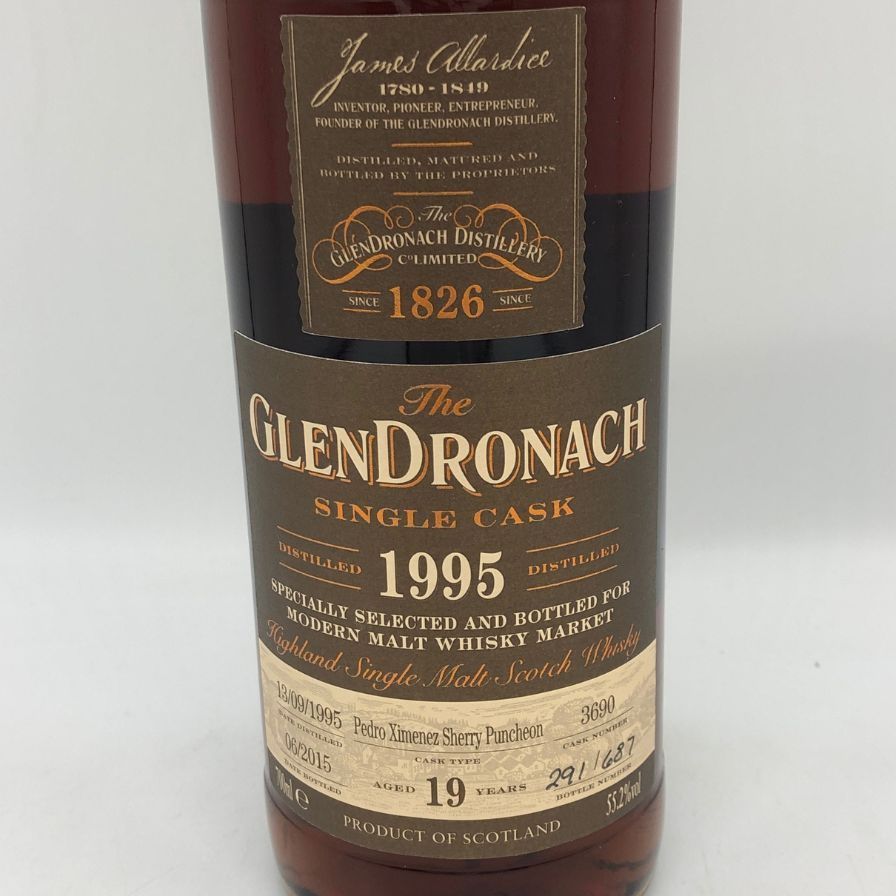 James Allardice
1780 - 1849
INVENTOR, PIONEER, ENTREPRENEUR.
FOUNDER OF THE GLENDRONACH DISTILLERY.
DISTILLED, MATURED AND
BOTTLED BY THE PROPRIETORS
The
GLENDRONACH DISTILLERY
Co LIMITED
SINCE 1826 SINCE
The
GLENDRONACH
SINGLE CASK
DISTILLED 1995 DISTILLED
SPECIALLY SELECTED AND BOTTLED FOR
MODERN MALT WHISKY MARKET
Highland Single Malt Scotch Whisky
13/09/1995 Pedro Ximenez Sherry Puncheon 3690
DATE DISTILLED CASK TYPE CASK NUMBER
06/2015 AGED 19 YEARS 291/687
DATE BOTTLED BOTTLE NUMBER
700ml e 55.2%vol
PRODUCT OF SCOTLAND